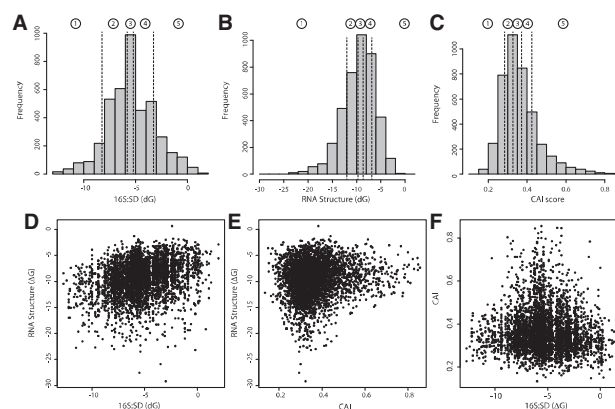 A
1 2 3 4 5
Frequency
0 200 400 600 800 1000
-10 -5 0
16S:SD (dG)
B
1 2 3 4 5
Frequency
0 200 400 600 800 1000
-30 -25 -20 -15 -10 -5 0
RNA Structure (dG)
C
1 2 3 4 5
Frequency
0 200 400 600 800 1000
0.2 0.4 0.6 0.8
CAI score
D
RNA Structure (ΔG)
0 -5 -10 -15 -20 -25 -30
-10 -5 0
16S:SD (dG)
E
RNA Structure (ΔG)
0 -5 -10 -15 -20 -25 -30
0.2 0.4 0.6 0.8
CAI
F
CAI
0.8 0.6 0.4 0.2
-10 -5 0
16S:SD (ΔG)